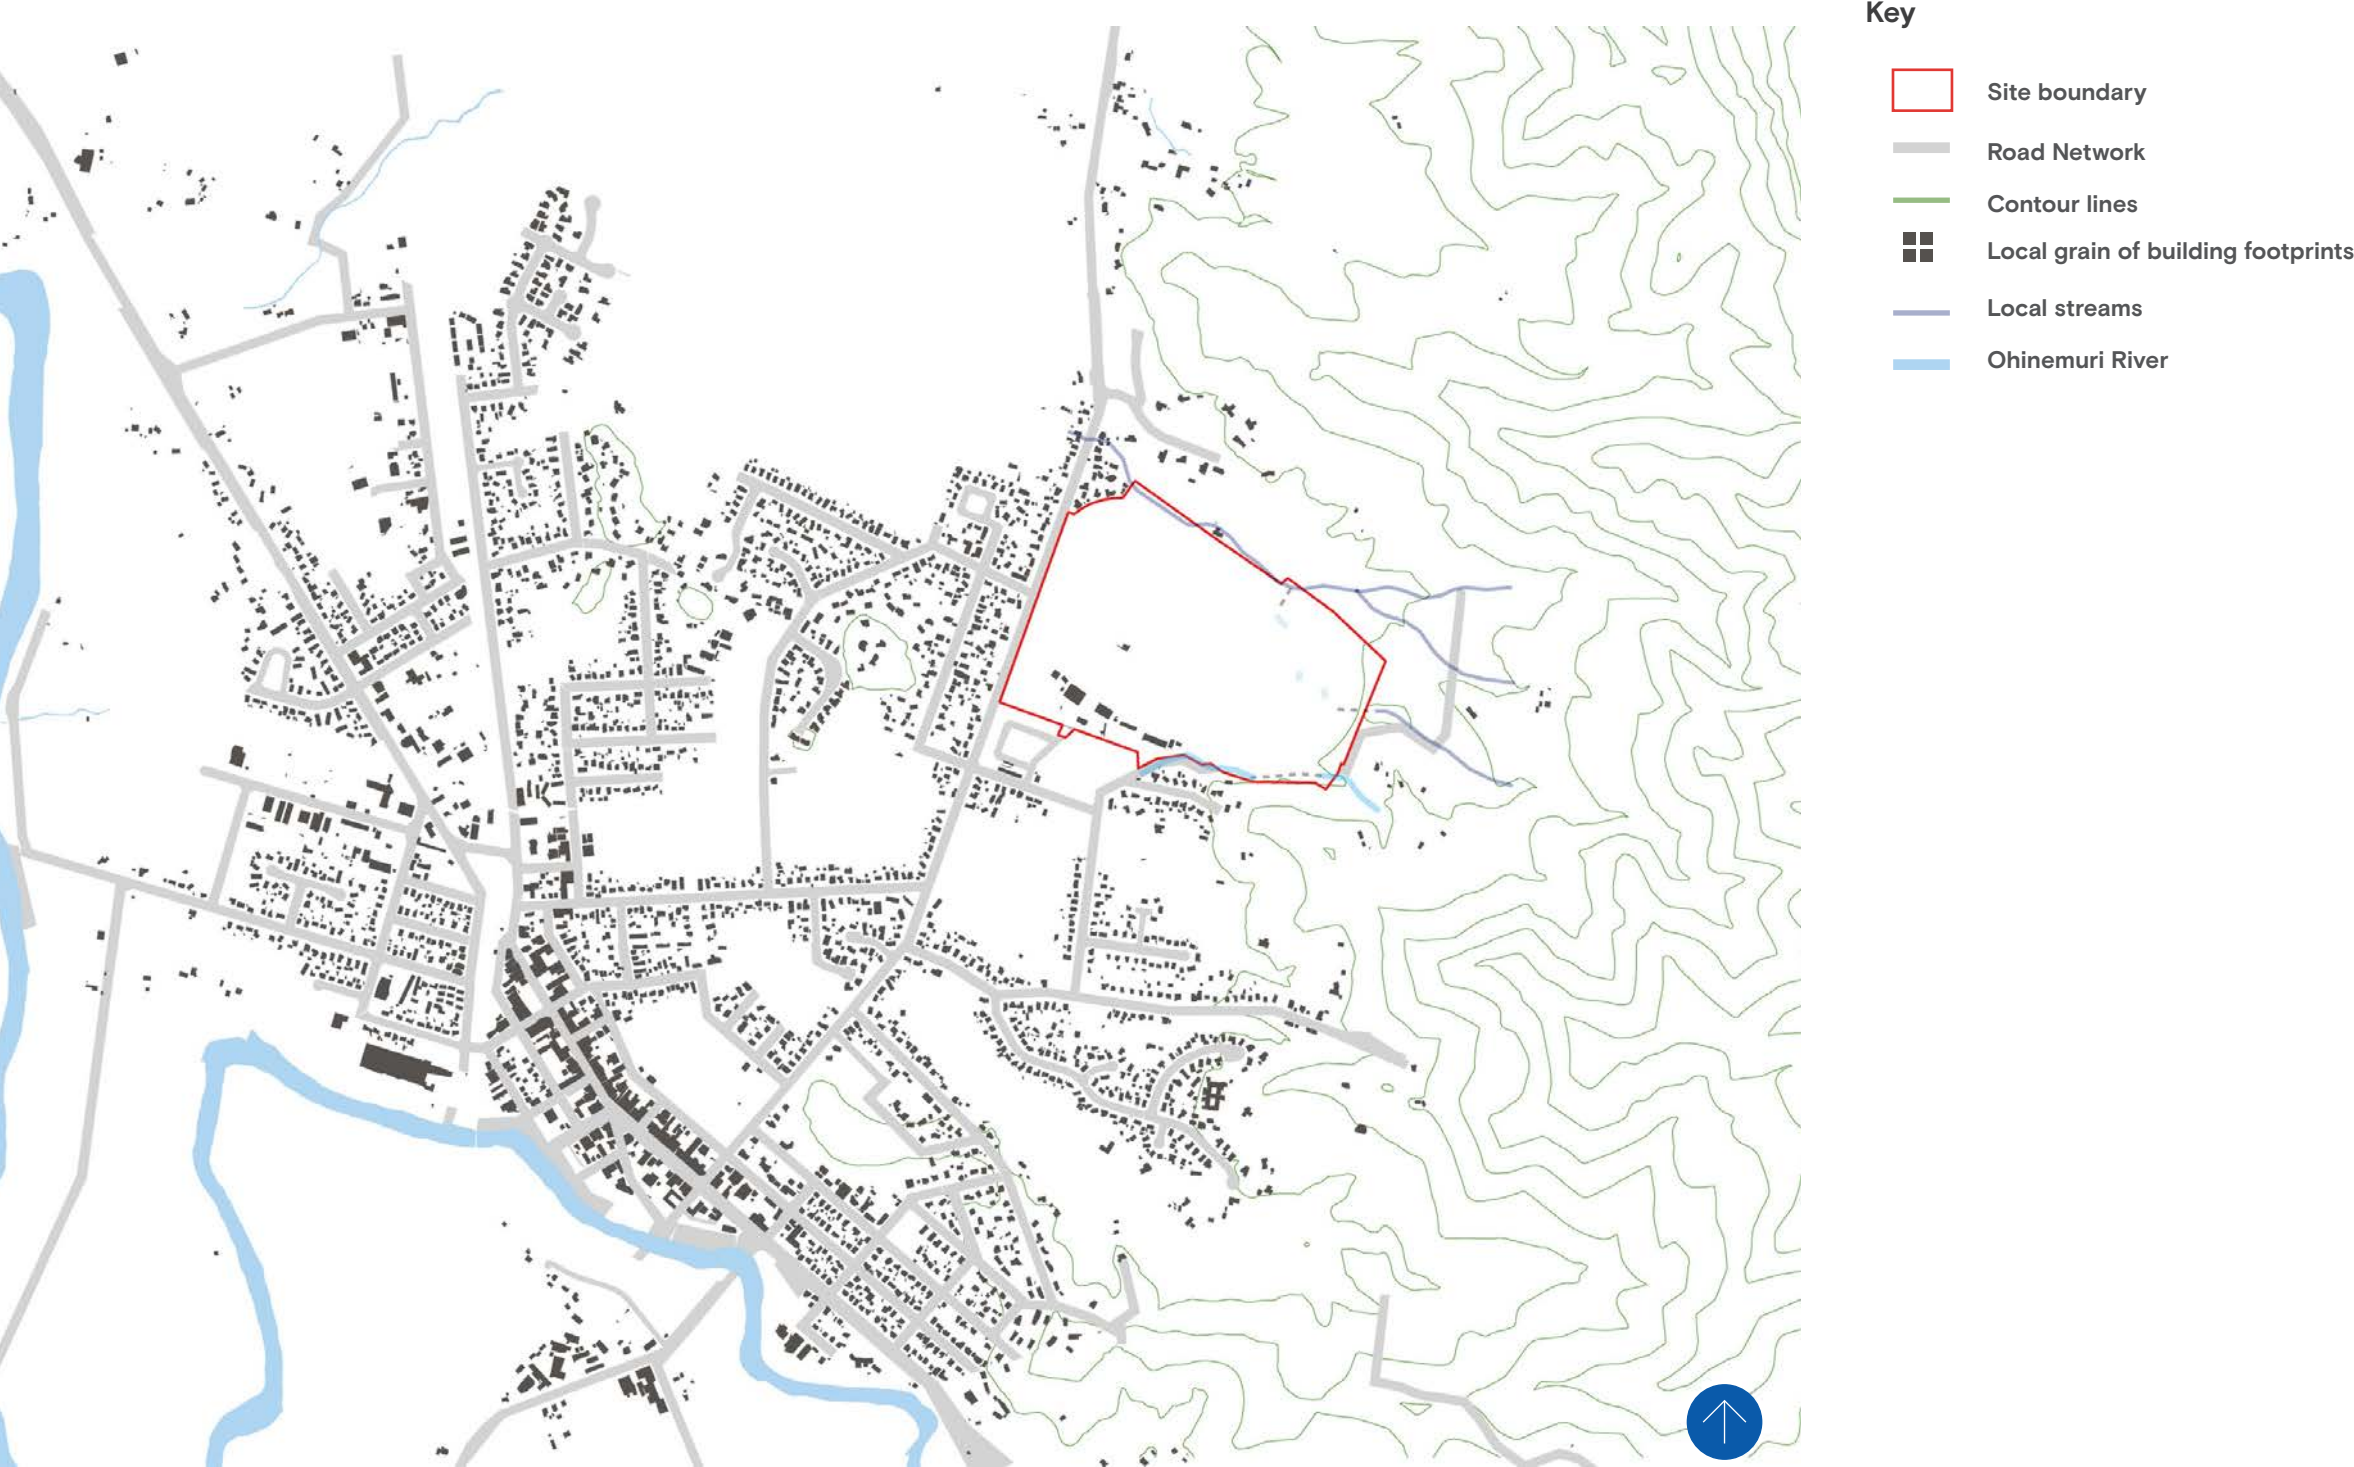 Key
Site boundary
Road Network
Contour lines
Local grain of building footprints
Local streams
Ohinemuri River